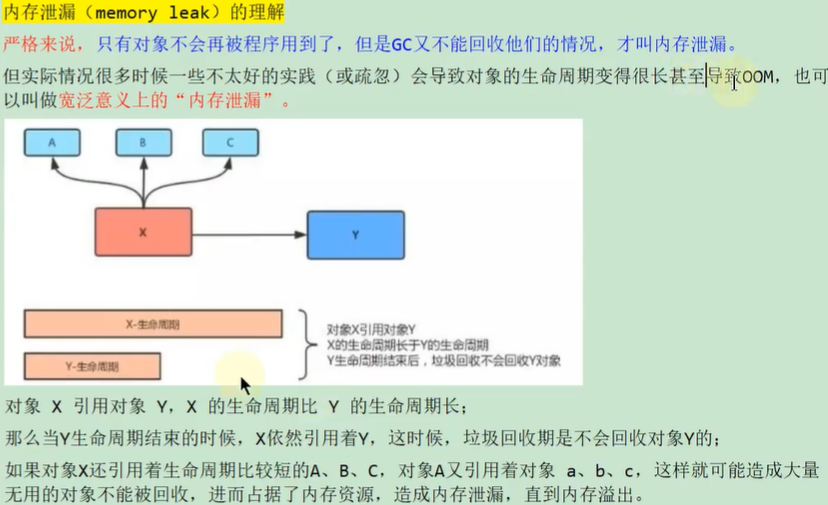 内存泄漏（memory leak）的理解
严格来说，只有对象不会再被程序用到了，但是GC又不能回收他们的情况，才叫内存泄漏。
但实际情况很多时候一些不太好的实践（或疏忽）会导致对象的生命周期变得很长甚至导致OOM，也可
以叫做宽泛意义上的“内存泄漏”。
A
B
C
X
Y
X-生命周期
Y-生命周期
对象X引用对象Y
X的生命周期长于Y的生命周期
Y生命周期结束后，垃圾回收不会回收Y对象
对象 X 引用对象 Y，X 的生命周期比 Y 的生命周期长；
那么当Y生命周期结束的时候，X依然引用着Y，这时候，垃圾回收期是不会回收对象Y的；
如果对象X还引用着生命周期比较短的A、B、C，对象A又引用着对象 a、b、c，这样就可能造成大量
无用的对象不能被回收，进而占据了内存资源，造成内存泄漏，直到内存溢出。